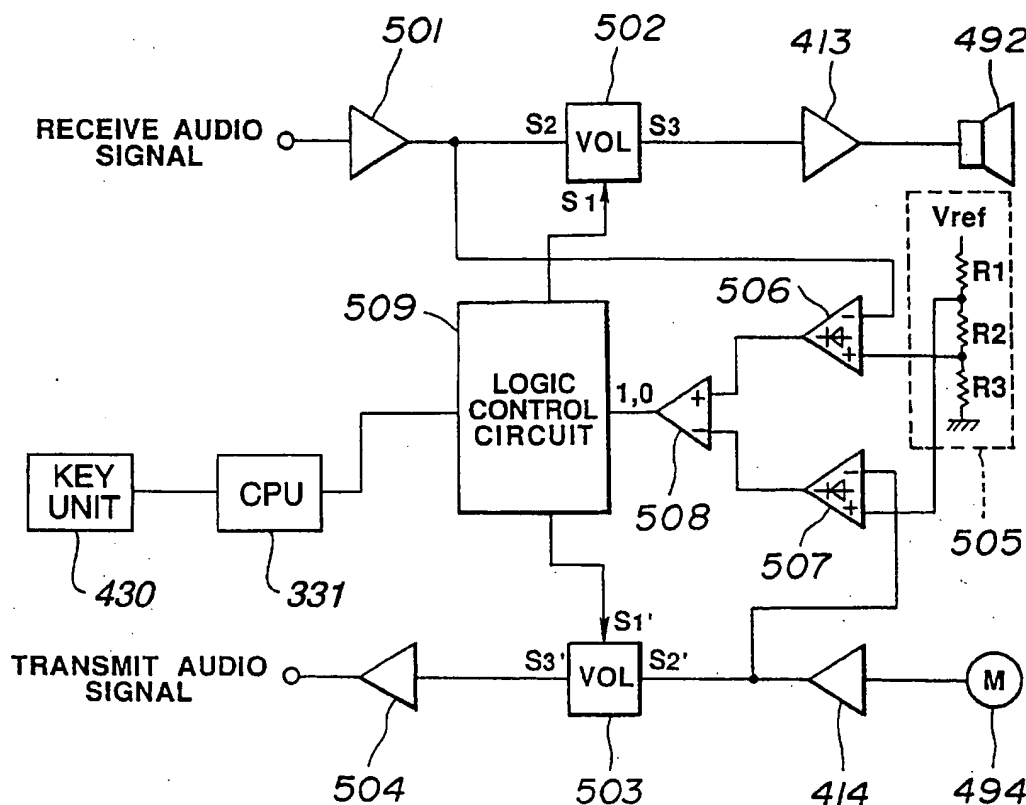 501
502
413
492
RECEIVE AUDIO
SIGNAL
S2
VOL
S3
S1
Vref
R1
R2
R3
506
509
LOGIC
CONTROL
CIRCUIT
1,0
+
−
508
−
+
−
+
507
505
KEY
UNIT
CPU
430
331
S1'
TRANSMIT AUDIO
SIGNAL
S3'
VOL
S2'
M
504
503
414
494